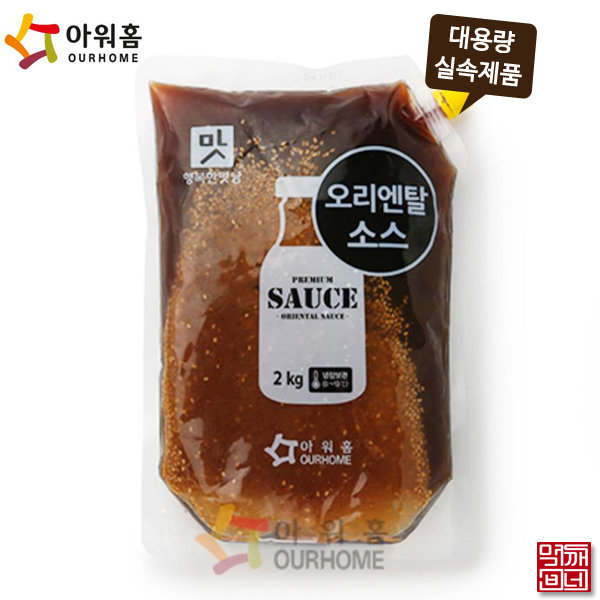 아워홈
OURHOME
대용량
실속제품
맛
행복한맛남
오리엔탈
소스
PREMIUM
SAUCE
- ORIENTAL SAUCE -
2 kg
냉장보관
아워홈
OURHOME
아워홈
OURHOME